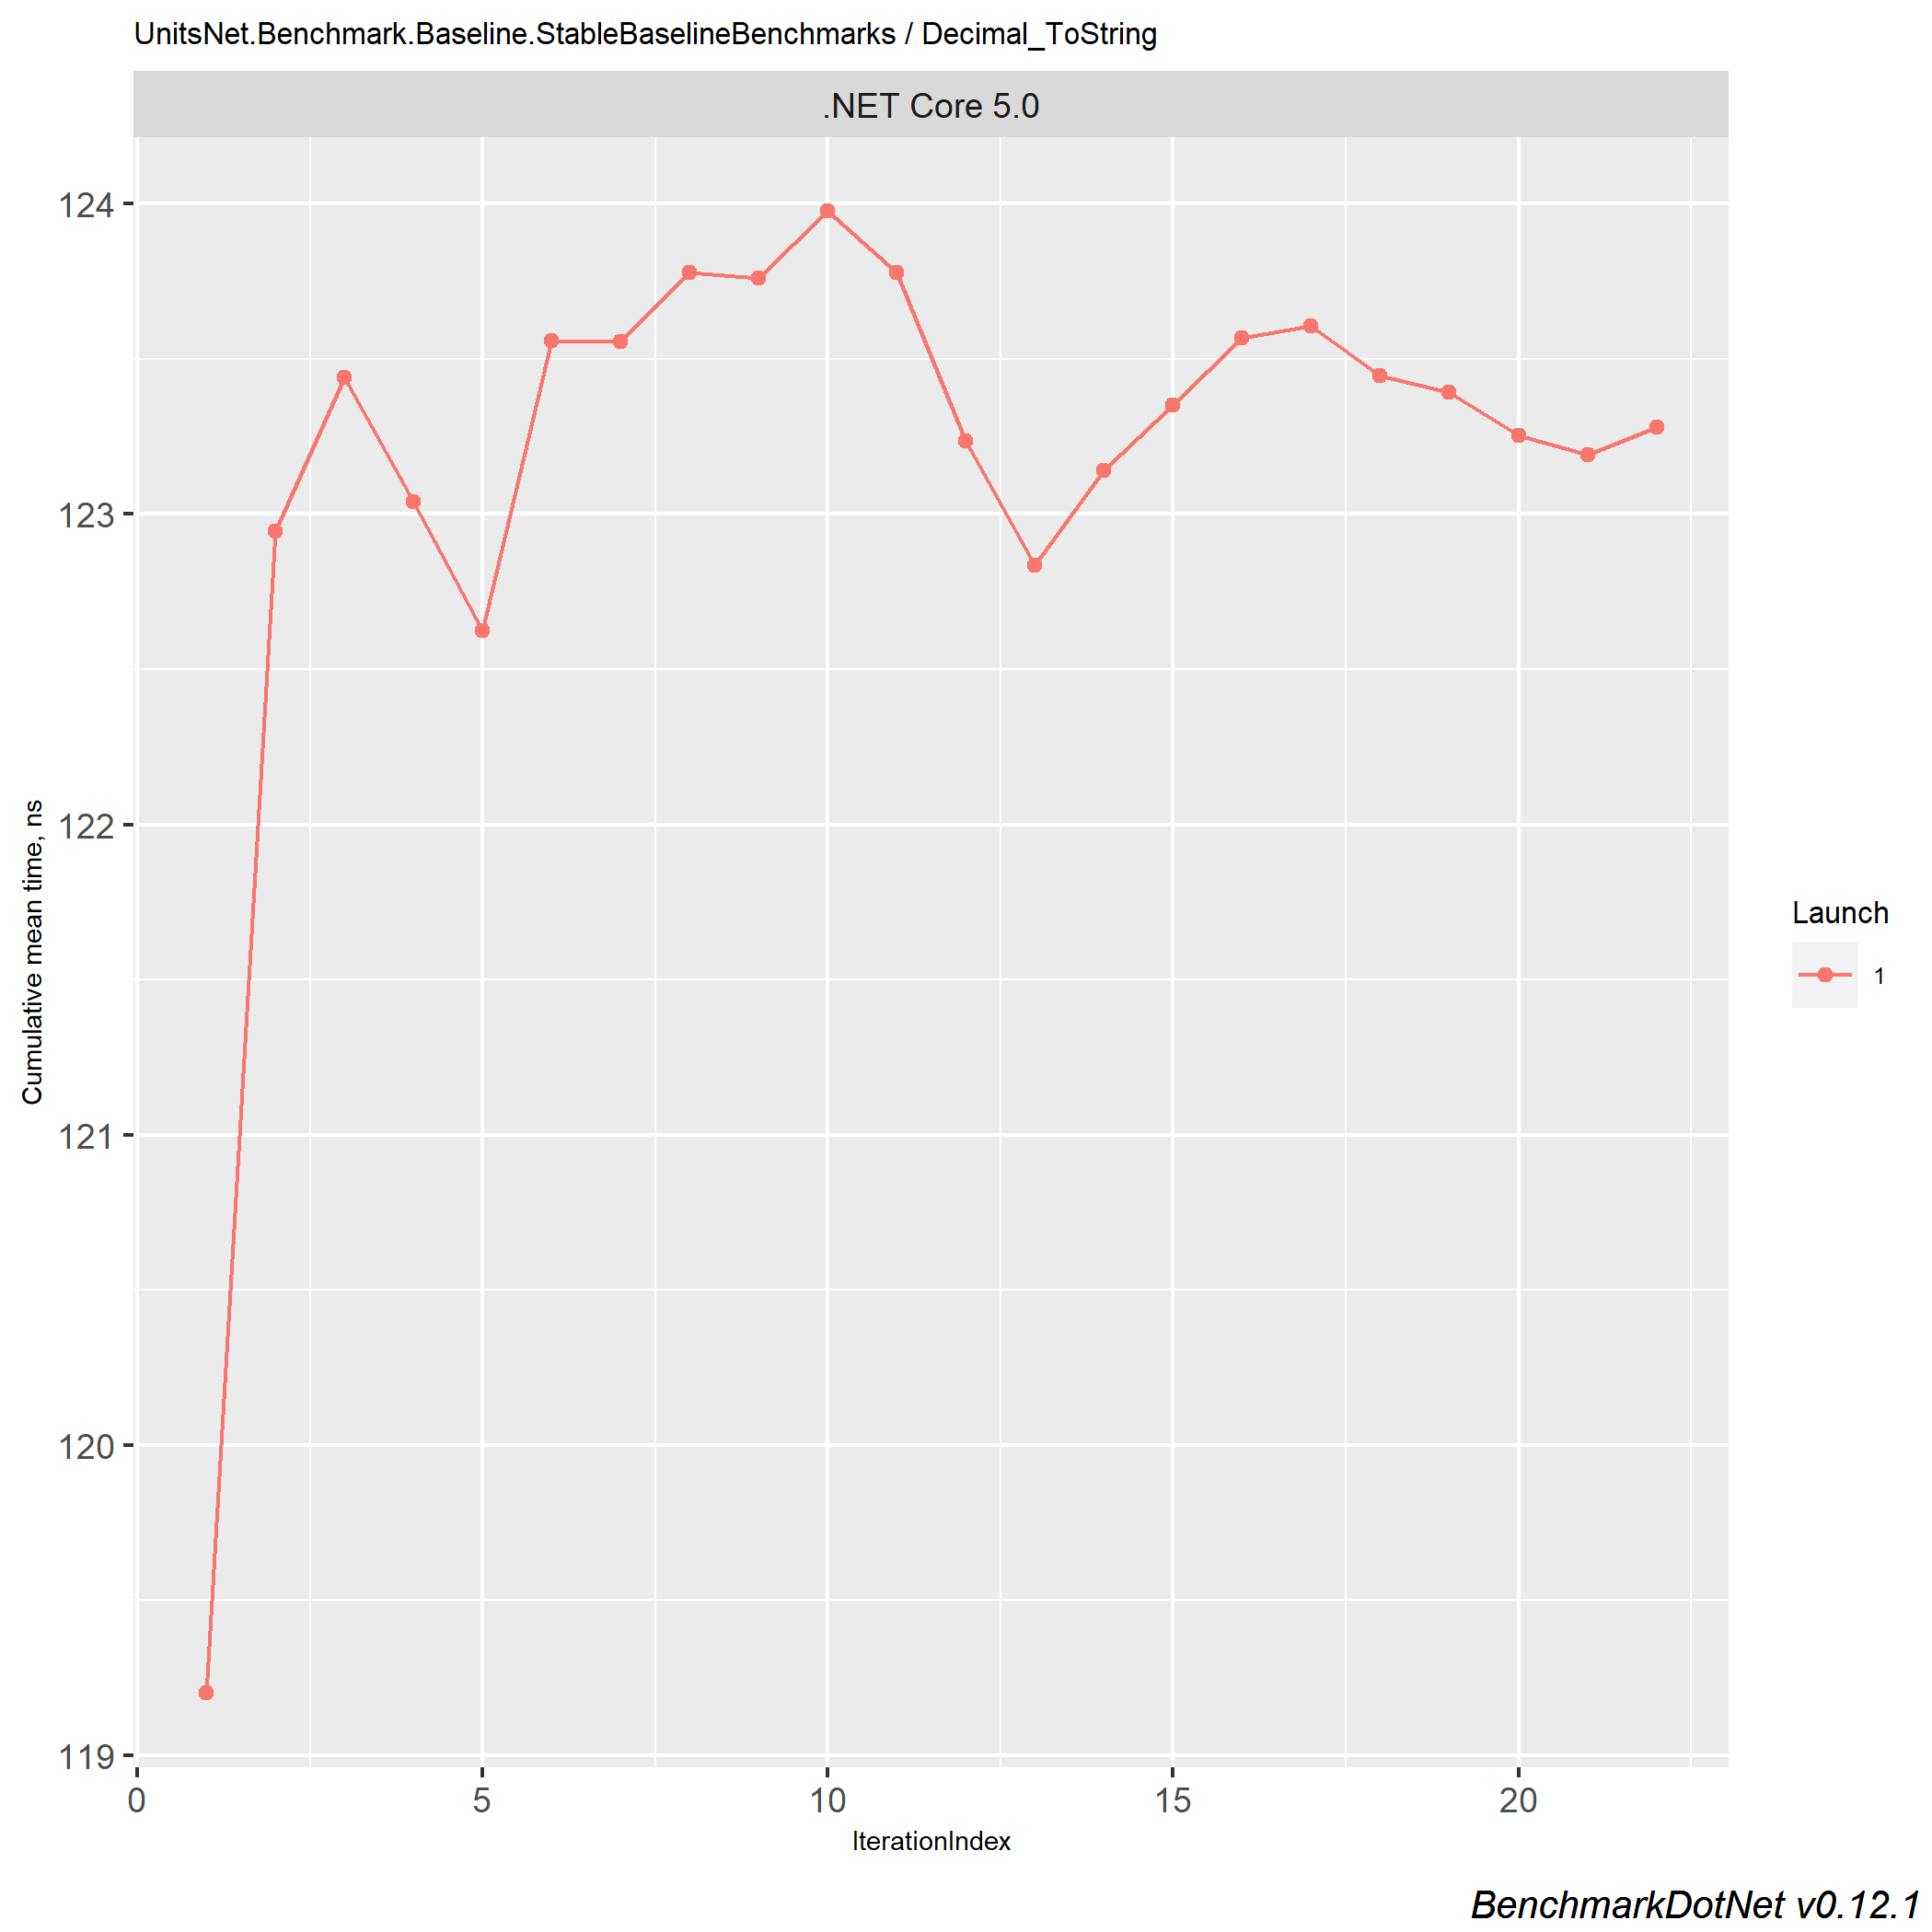 UnitsNet.Benchmark.Baseline.StableBaselineBenchmarks / Decimal_ToString
.NET Core 5.0
124
123
122
121
120
119
Cumulative mean time, ns
0 5 10 15 20
IterationIndex
Launch
1
BenchmarkDotNet v0.12.1